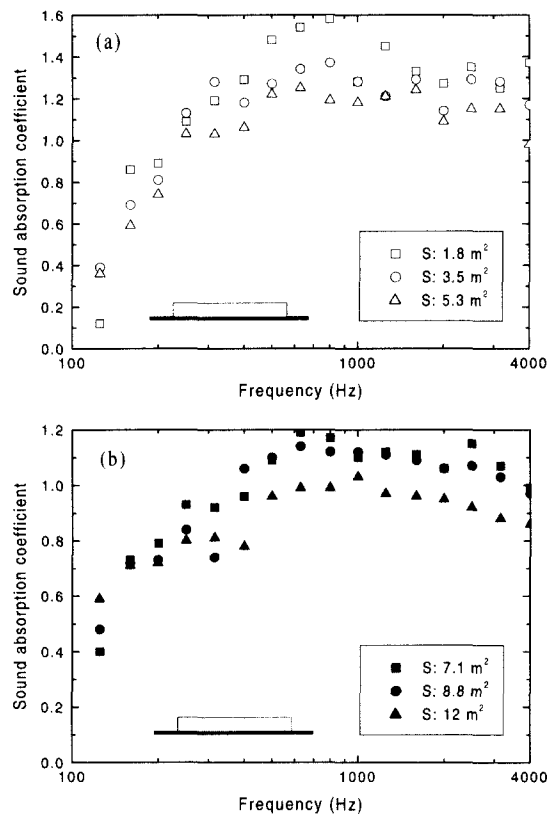 (a)
Sound absorption coefficient
1.6
1.4
1.2
1.0
0.8
0.6
0.4
0.2
0.0
S: 1.8 m²
S: 3.5 m²
S: 5.3 m²
100
1000
4000
Frequency (Hz)
(b)
Sound absorption coefficient
1.2
1.0
0.8
0.6
0.4
0.2
0.0
S: 7.1 m²
S: 8.8 m²
S: 12 m²
100
1000
4000
Frequency (Hz)